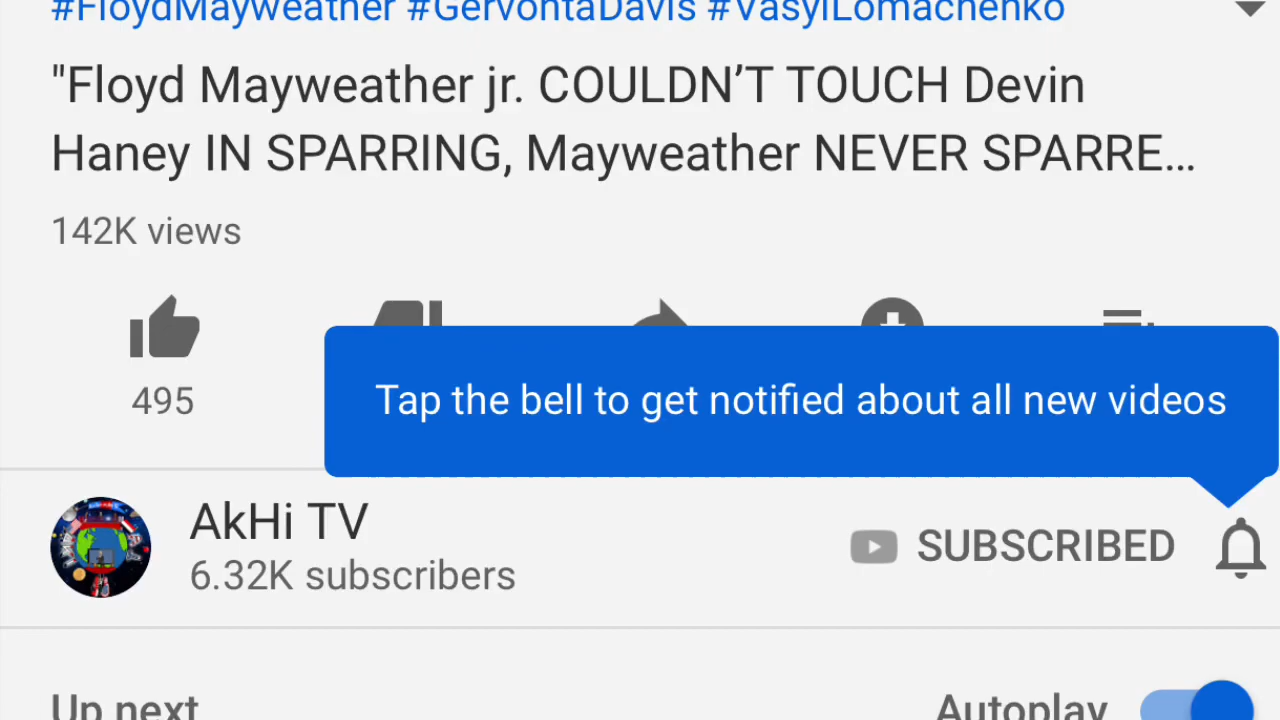 #FloydMayweather #GervontaDavis #VasylLomachenko
"Floyd Mayweather jr. COULDN’T TOUCH Devin
Haney IN SPARRING, Mayweather NEVER SPARRE...
142K views
495
Tap the bell to get notified about all new videos
AkHi TV
6.32K subscribers
SUBSCRIBED
Up next
Autoplay